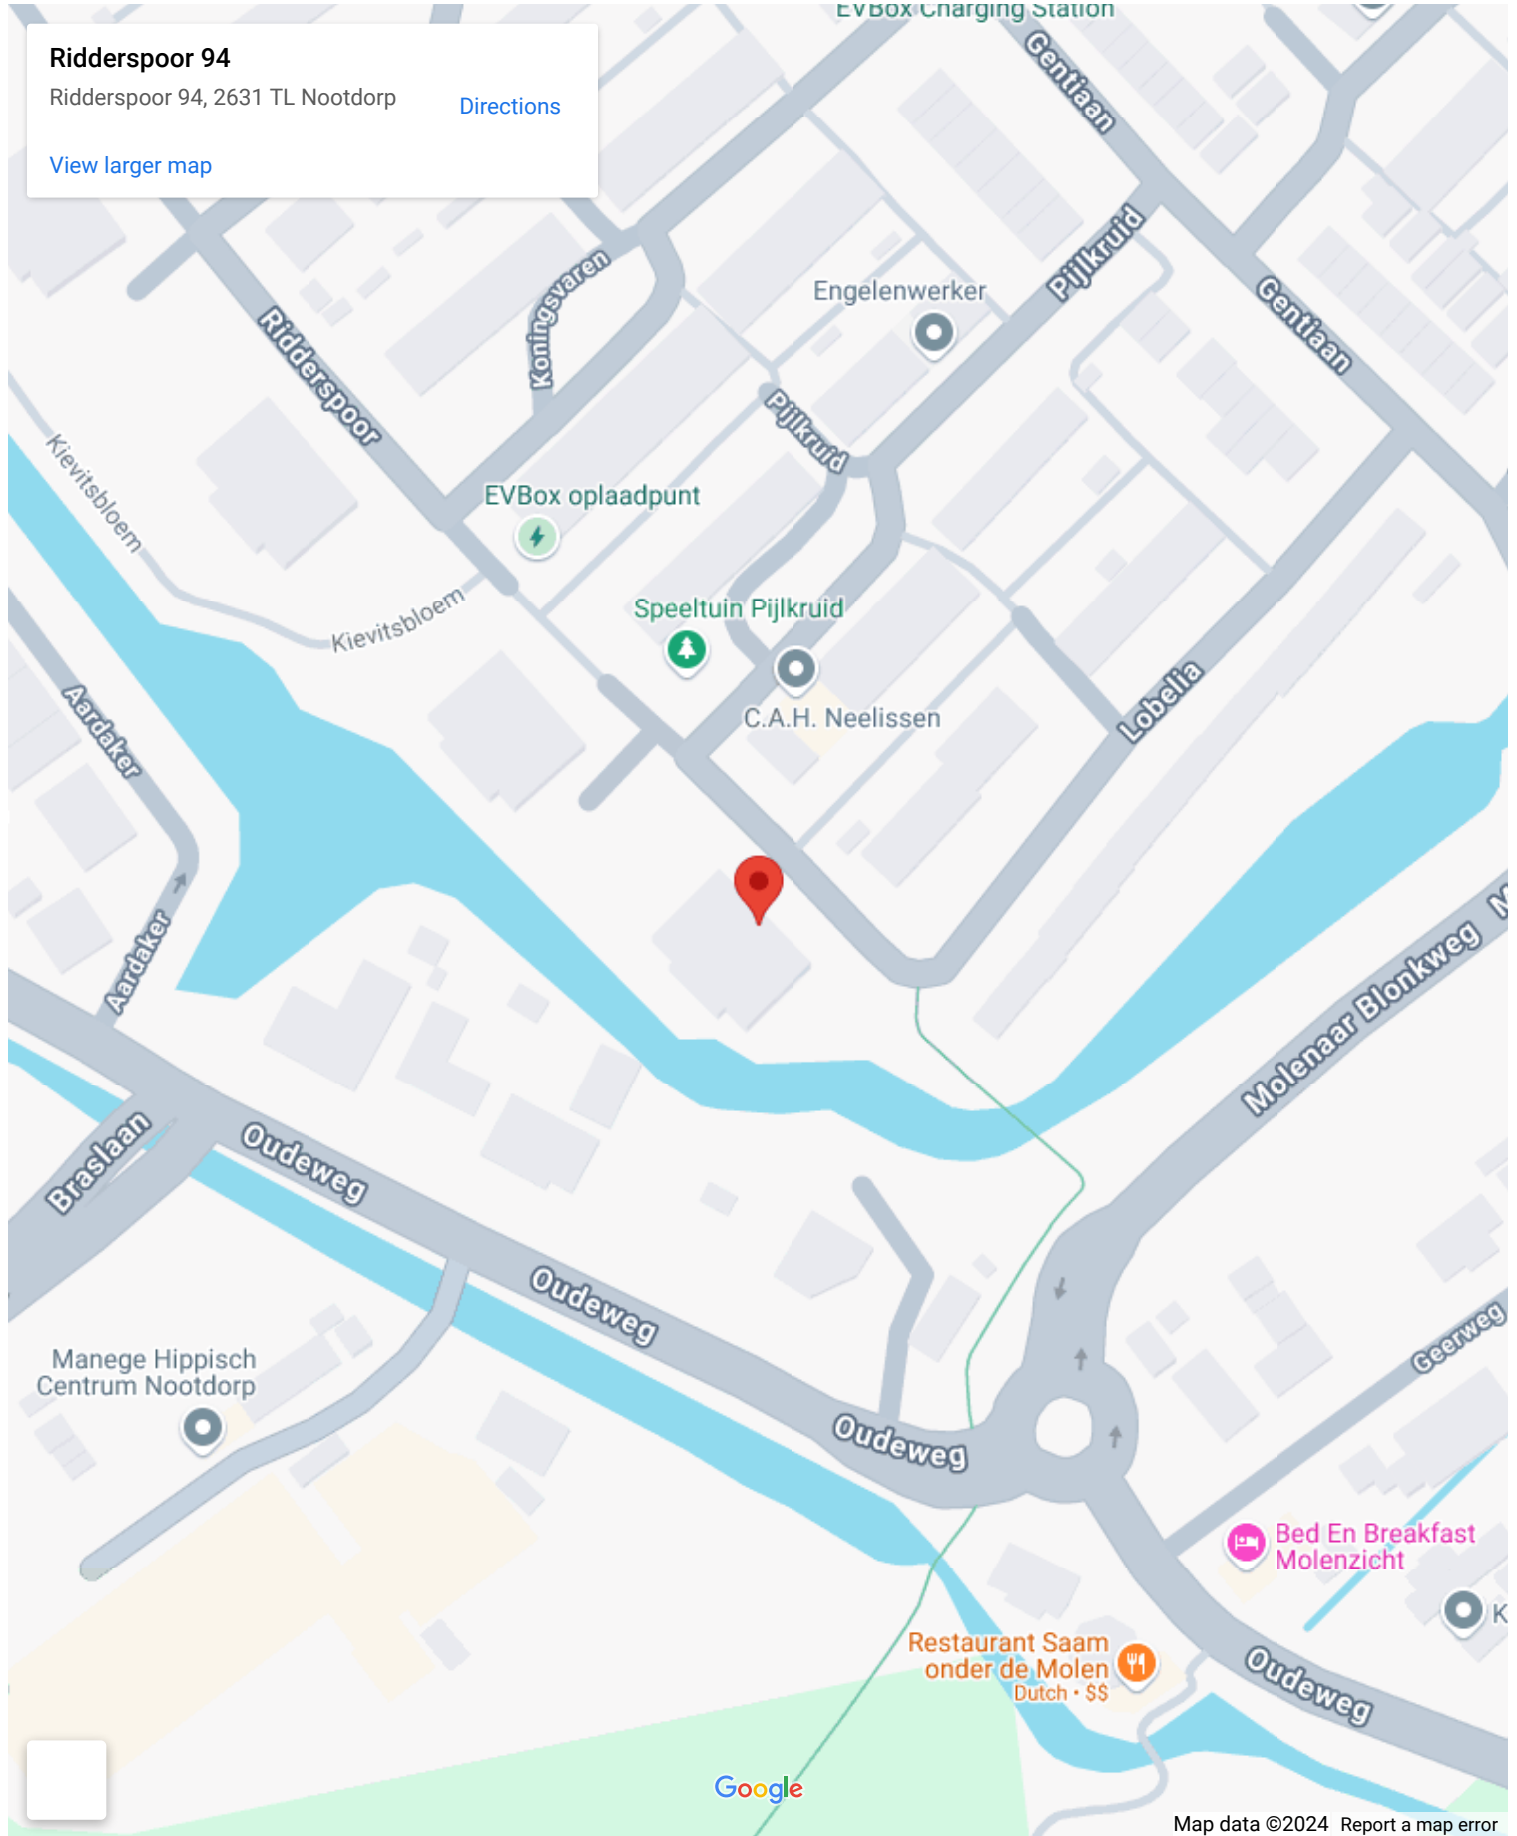 EVBox Charging Station
Ridderspoor 94
Ridderspoor 94, 2631 TL Nootdorp
Directions
View larger map
Gentiaan
Pijlkruid
Koningsvaren
Engelenwerker
Gentiaan
Ridderspoor
Pijlkruid
Kievitsbloem
EVBox oplaadpunt
Kievitsbloem
Speeltuin Pijlkruid
Aardaker
Lobelia
C.A.H. Neelissen
Aardaker
Molenaar Blonkweg
M
Braslaan
Oudeweg
Oudeweg
Manege Hippisch
Centrum Nootdorp
Geerweg
Oudeweg
Bed En Breakfast
Molenzicht
K
Restaurant Saam
onder de Molen
Dutch • $$
Oudeweg
Google
Map data ©2024
Report a map error